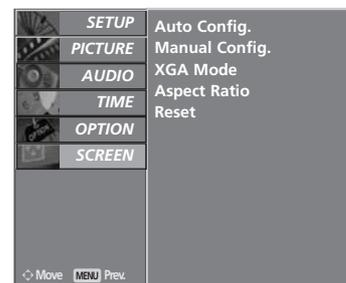 SETUP
PICTURE
AUDIO
TIME
OPTION
SCREEN
Auto Config.
Manual Config.
XGA Mode
Aspect Ratio
Reset
Move MENU Prev.